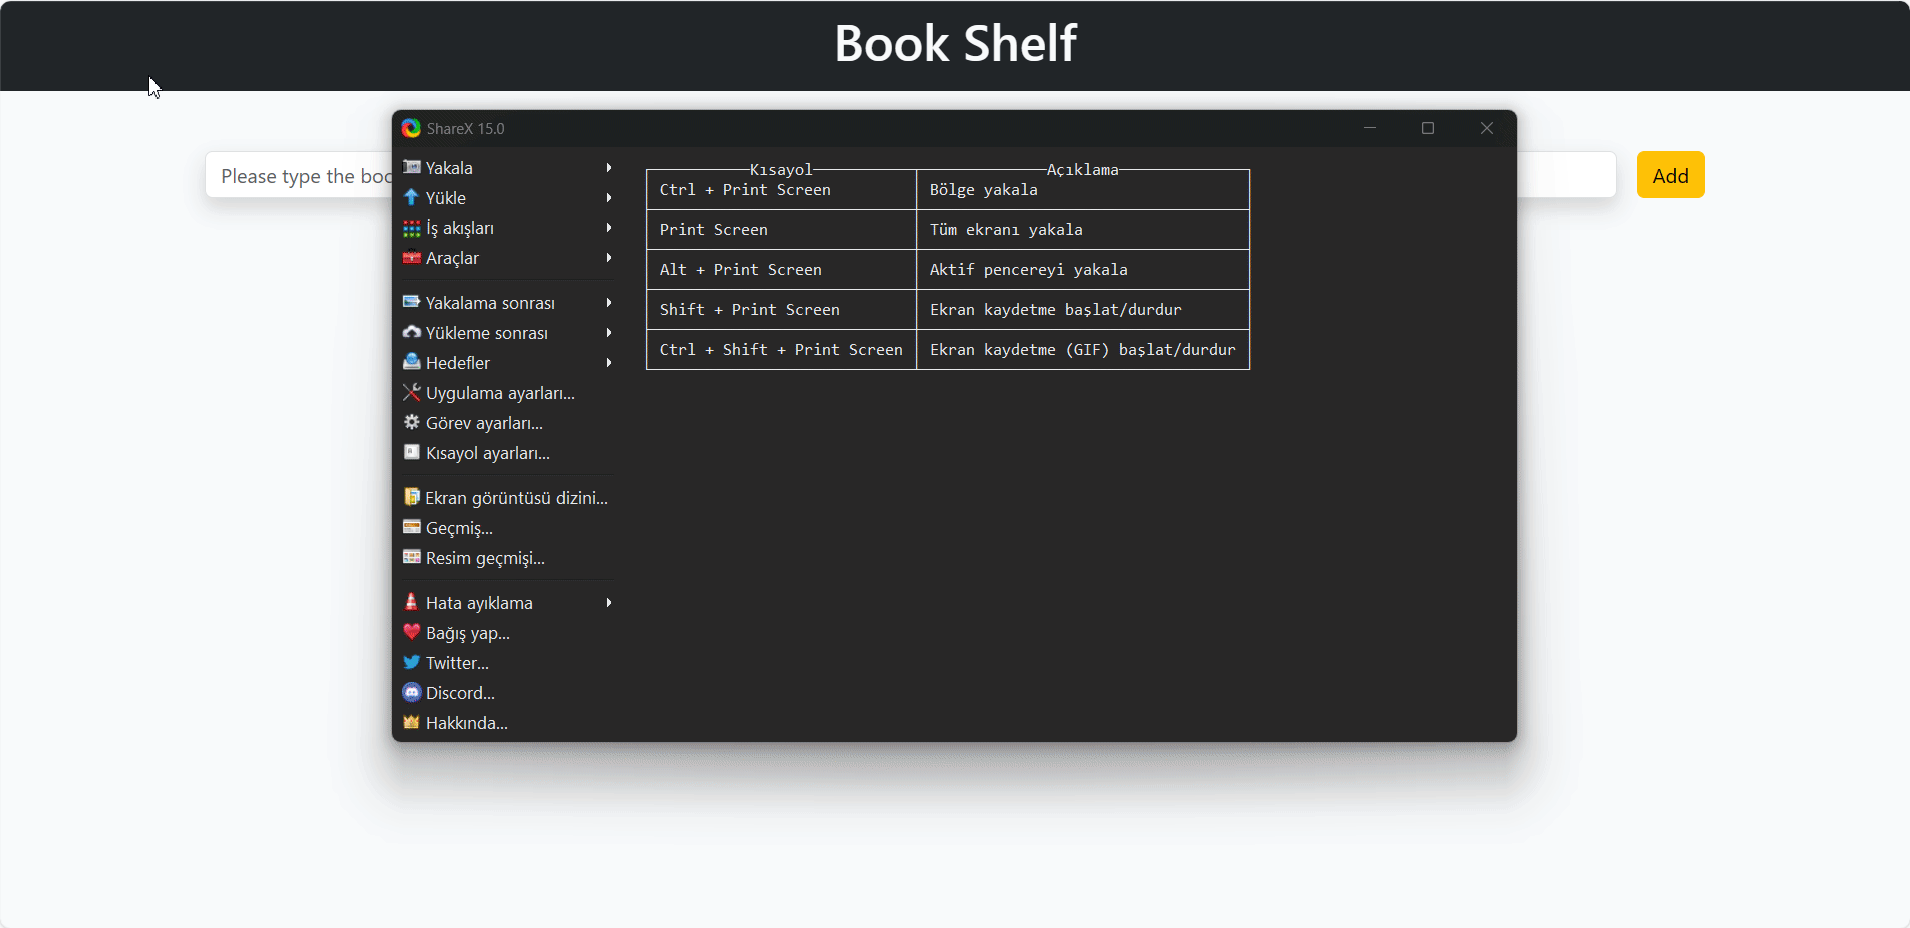 Book Shelf
Please type the
Add
ShareX 15.0
Yakala
Yükle
İş akışları
Araçlar
Yakalama sonrası
Yükleme sonrası
Hedefler
Uygulama ayarları...
Görev ayarları...
Kısayol ayarları...
Ekran görüntüsü dizini...
Geçmiş...
Resim geçmişi...
Hata ayıklama
Bağış yap...
Twitter...
Discord...
Hakkında...
Kısayol Açıklama
Ctrl + Print Screen Bölge yakala
Print Screen Tüm ekranı yakala
Alt + Print Screen Aktif pencereyi yakala
Shift + Print Screen Ekran kaydetme başlat/durdur
Ctrl + Shift + Print Screen Ekran kaydetme (GIF) başlat/durdur